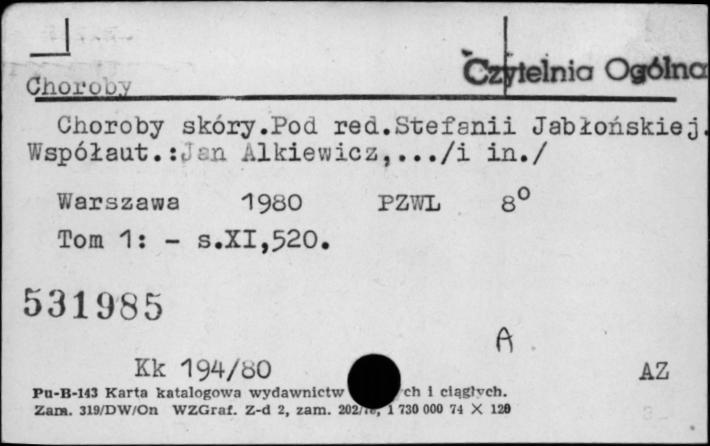 Czytelnia Ogólna
Choroby
Choroby skóry.Pod red.Stefanii Jabłońskiej.
Współaut.:Jan Alkiewicz,.../i in./
Warszawa 1980 PZWL 8°
Tom 1: - s.XI,520.
531985
A
Kk 194/80
AZ
Pu-B-143 Karta katalogowa wydawnictw ch i ciągłych.
Zam. 319/DW/On WZGraf. Z-d 2, zam. 1 730 000 74 X 120